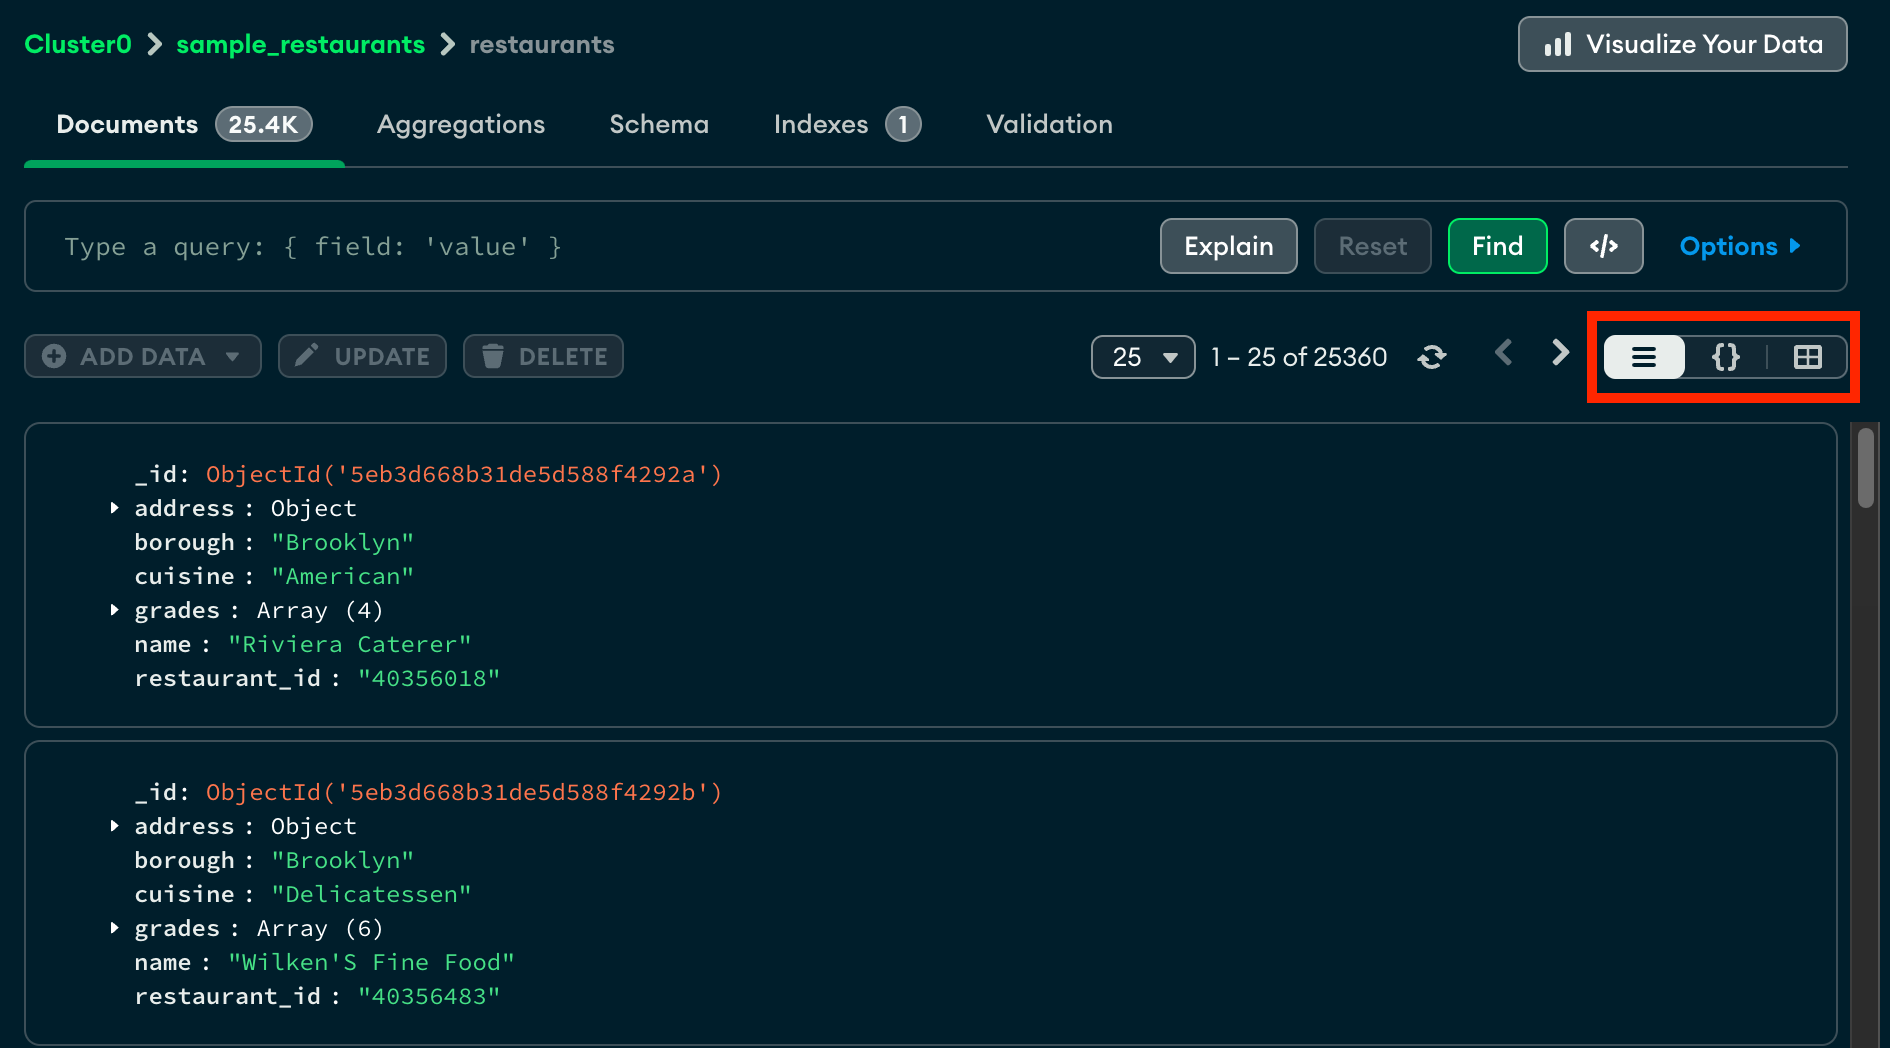 Cluster0 > sample_restaurants > restaurants
Visualize Your Data
Documents 25.4K Aggregations Schema Indexes 1 Validation
Type a query: { field: 'value' }
Explain Reset Find </> Options
ADD DATA UPDATE DELETE 25 1 – 25 of 25360 {}
_id: ObjectId('5eb3d668b31de5d588f4292a')
address : Object
borough : "Brooklyn"
cuisine : "American"
grades : Array (4)
name : "Riviera Caterer"
restaurant_id : "40356018"
_id: ObjectId('5eb3d668b31de5d588f4292b')
address : Object
borough : "Brooklyn"
cuisine : "Delicatessen"
grades : Array (6)
name : "Wilken'S Fine Food"
restaurant_id : "40356483"